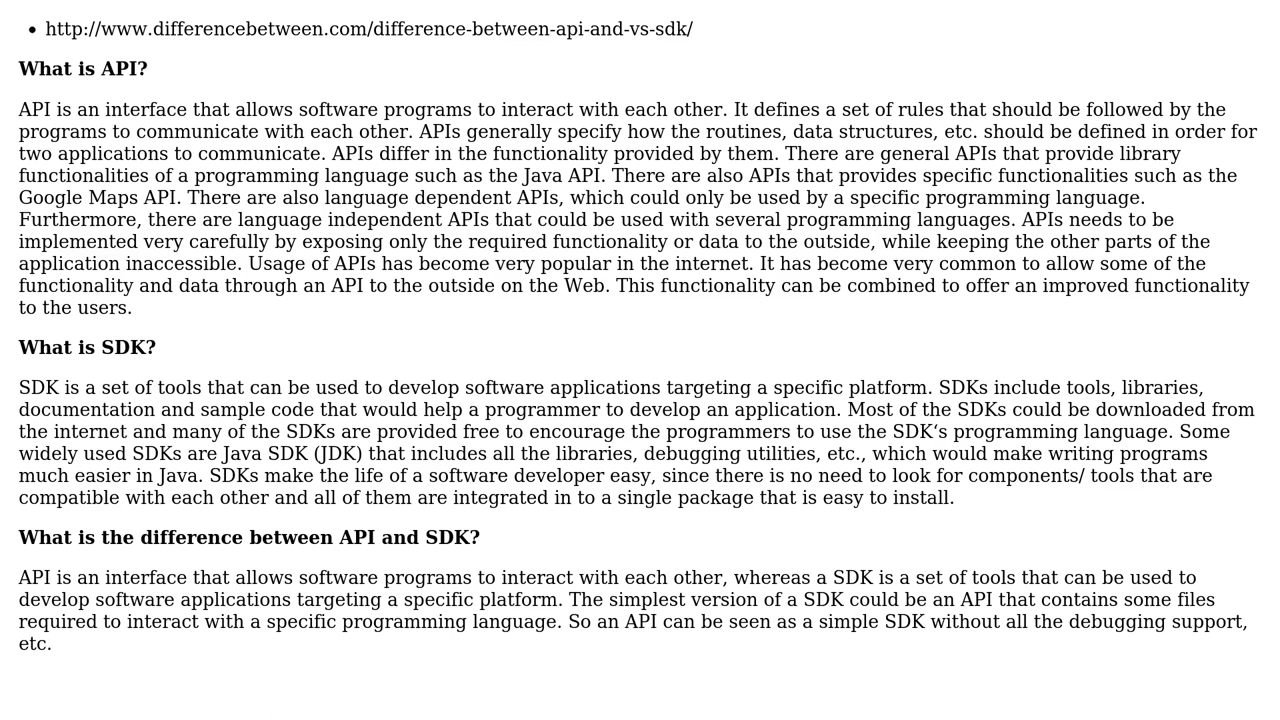 • http://www.differencebetween.com/difference-between-api-and-vs-sdk/
What is API?
API is an interface that allows software programs to interact with each other. It defines a set of rules that should be followed by the
programs to communicate with each other. APIs generally specify how the routines, data structures, etc. should be defined in order for
two applications to communicate. APIs differ in the functionality provided by them. There are general APIs that provide library
functionalities of a programming language such as the Java API. There are also APIs that provides specific functionalities such as the
Google Maps API. There are also language dependent APIs, which could only be used by a specific programming language.
Furthermore, there are language independent APIs that could be used with several programming languages. APIs needs to be
implemented very carefully by exposing only the required functionality or data to the outside, while keeping the other parts of the
application inaccessible. Usage of APIs has become very popular in the internet. It has become very common to allow some of the
functionality and data through an API to the outside on the Web. This functionality can be combined to offer an improved functionality
to the users.
What is SDK?
SDK is a set of tools that can be used to develop software applications targeting a specific platform. SDKs include tools, libraries,
documentation and sample code that would help a programmer to develop an application. Most of the SDKs could be downloaded from
the internet and many of the SDKs are provided free to encourage the programmers to use the SDK‘s programming language. Some
widely used SDKs are Java SDK (JDK) that includes all the libraries, debugging utilities, etc., which would make writing programs
much easier in Java. SDKs make the life of a software developer easy, since there is no need to look for components/ tools that are
compatible with each other and all of them are integrated in to a single package that is easy to install.
What is the difference between API and SDK?
API is an interface that allows software programs to interact with each other, whereas a SDK is a set of tools that can be used to
develop software applications targeting a specific platform. The simplest version of a SDK could be an API that contains some files
required to interact with a specific programming language. So an API can be seen as a simple SDK without all the debugging support,
etc.